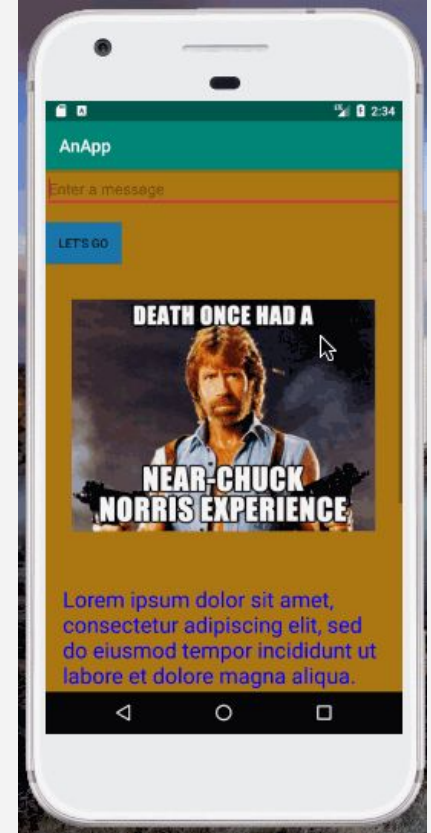 2:34
AnApp
Enter a message
LET'S GO
DEATH ONCE HAD A
NEAR-CHUCK
NORRIS EXPERIENCE
Lorem ipsum dolor sit amet,
consectetur adipiscing elit, sed
do eiusmod tempor incididunt ut
labore et dolore magna aliqua.